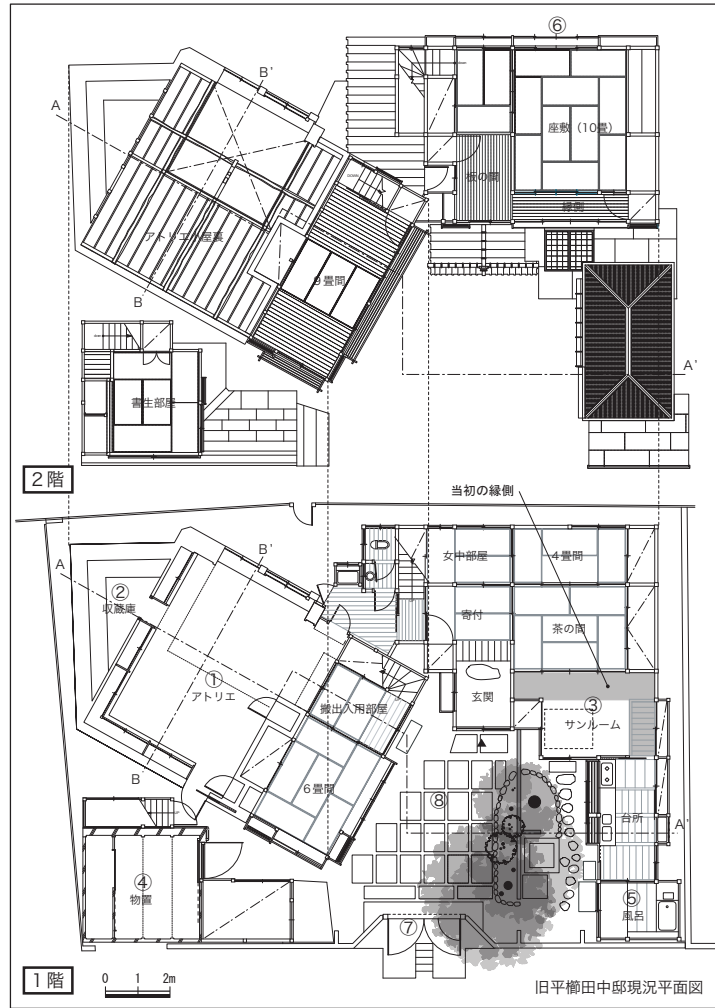 ⑥
B'
A
座敷（10畳）
DOWN
板の間
縁側
アトリエ小屋裏
9畳間
B
A'
書生部屋
2階
当初の縁側
A
B'
②
収蔵庫
女中部屋
4畳間
寄付
茶の間
①
アトリエ
搬出入用部屋
玄関
③
サンルーム
B
6畳間
⑧
台所
A'
④
物置
⑤
風呂
⑦
1階
0 1 2m
旧平櫛田中邸現況平面図